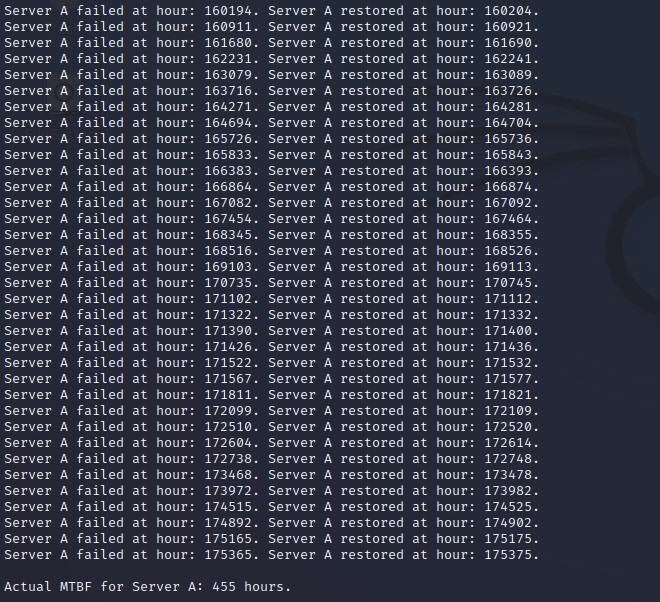 Server A failed at hour: 160194. Server A restored at hour: 160204.
Server A failed at hour: 160911. Server A restored at hour: 160921.
Server A failed at hour: 161680. Server A restored at hour: 161690.
Server A failed at hour: 162231. Server A restored at hour: 162241.
Server A failed at hour: 163079. Server A restored at hour: 163089.
Server A failed at hour: 163716. Server A restored at hour: 163726.
Server A failed at hour: 164271. Server A restored at hour: 164281.
Server A failed at hour: 164694. Server A restored at hour: 164704.
Server A failed at hour: 165726. Server A restored at hour: 165736.
Server A failed at hour: 165833. Server A restored at hour: 165843.
Server A failed at hour: 166383. Server A restored at hour: 166393.
Server A failed at hour: 166864. Server A restored at hour: 166874.
Server A failed at hour: 167082. Server A restored at hour: 167092.
Server A failed at hour: 167454. Server A restored at hour: 167464.
Server A failed at hour: 168345. Server A restored at hour: 168355.
Server A failed at hour: 168516. Server A restored at hour: 168526.
Server A failed at hour: 169103. Server A restored at hour: 169113.
Server A failed at hour: 170735. Server A restored at hour: 170745.
Server A failed at hour: 171102. Server A restored at hour: 171112.
Server A failed at hour: 171322. Server A restored at hour: 171332.
Server A failed at hour: 171390. Server A restored at hour: 171400.
Server A failed at hour: 171426. Server A restored at hour: 171436.
Server A failed at hour: 171522. Server A restored at hour: 171532.
Server A failed at hour: 171567. Server A restored at hour: 171577.
Server A failed at hour: 171811. Server A restored at hour: 171821.
Server A failed at hour: 172099. Server A restored at hour: 172109.
Server A failed at hour: 172510. Server A restored at hour: 172520.
Server A failed at hour: 172604. Server A restored at hour: 172614.
Server A failed at hour: 172738. Server A restored at hour: 172748.
Server A failed at hour: 173468. Server A restored at hour: 173478.
Server A failed at hour: 173972. Server A restored at hour: 173982.
Server A failed at hour: 174515. Server A restored at hour: 174525.
Server A failed at hour: 174892. Server A restored at hour: 174902.
Server A failed at hour: 175165. Server A restored at hour: 175175.
Server A failed at hour: 175365. Server A restored at hour: 175375.
Actual MTBF for Server A: 455 hours.